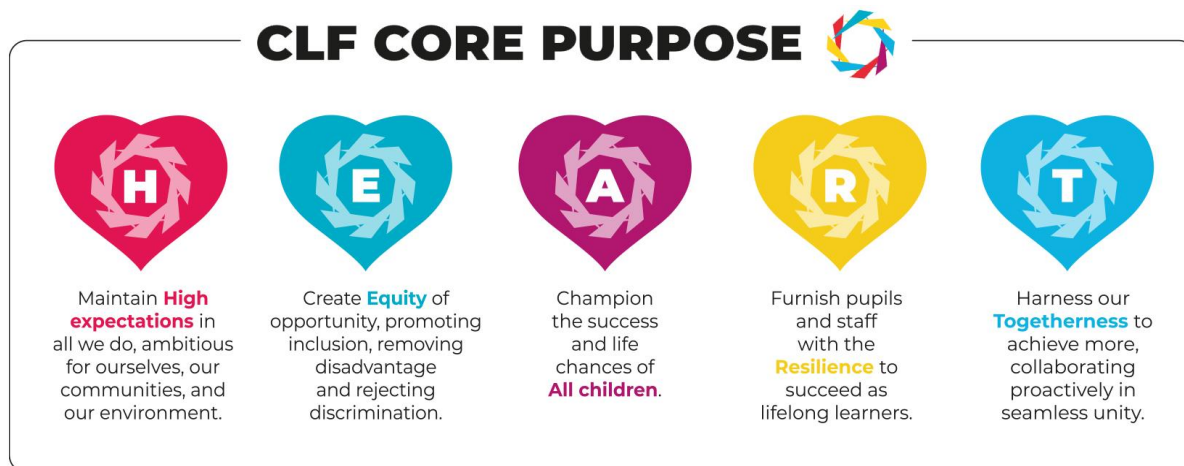 CLF CORE PURPOSE
H
Maintain High
expectations in
all we do, ambitious
for ourselves, our
communities, and
our environment.
E
Create Equity of
opportunity, promoting
inclusion, removing
disadvantage
and rejecting
discrimination.
A
Champion
the success
and life
chances of
All children.
R
Furnish pupils
and staff
with the
Resilience to
succeed as
lifelong learners.
T
Harness our
Togetherness to
achieve more,
collaborating
proactively in
seamless unity.